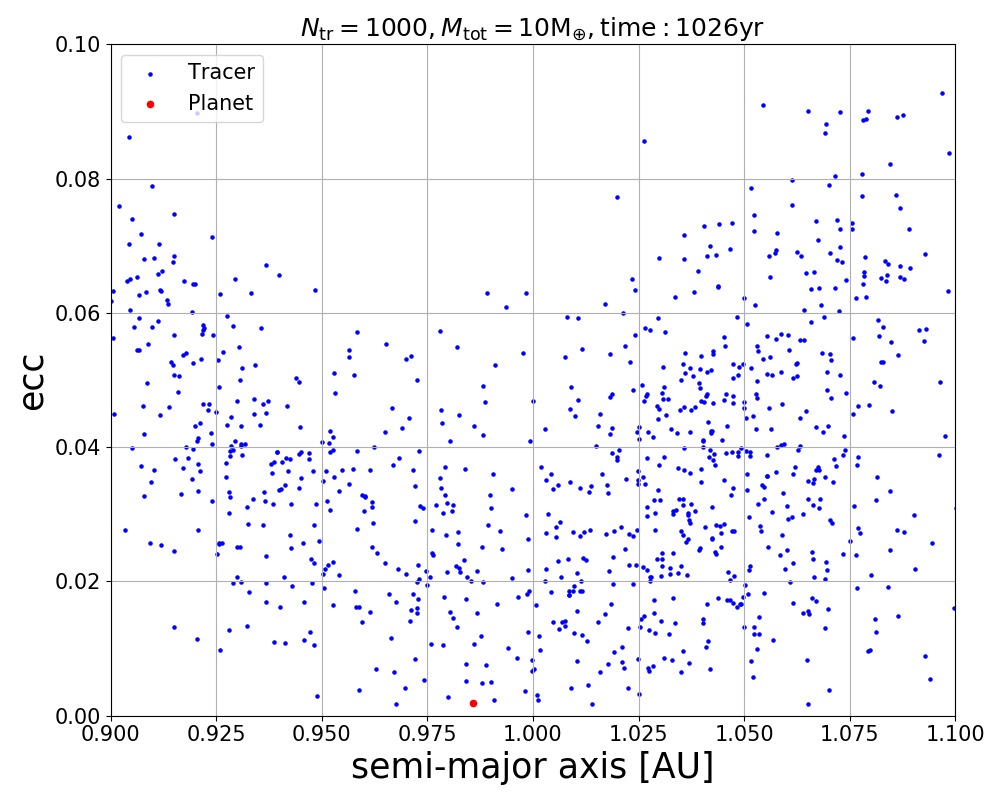 N_tr = 1000, M_tot = 10M_⊕, time : 1026yr
Tracer
Planet
0.10
0.08
0.06
0.04
0.02
0.00
ecc
0.900 0.925 0.950 0.975 1.000 1.025 1.050 1.075 1.100
semi-major axis [AU]